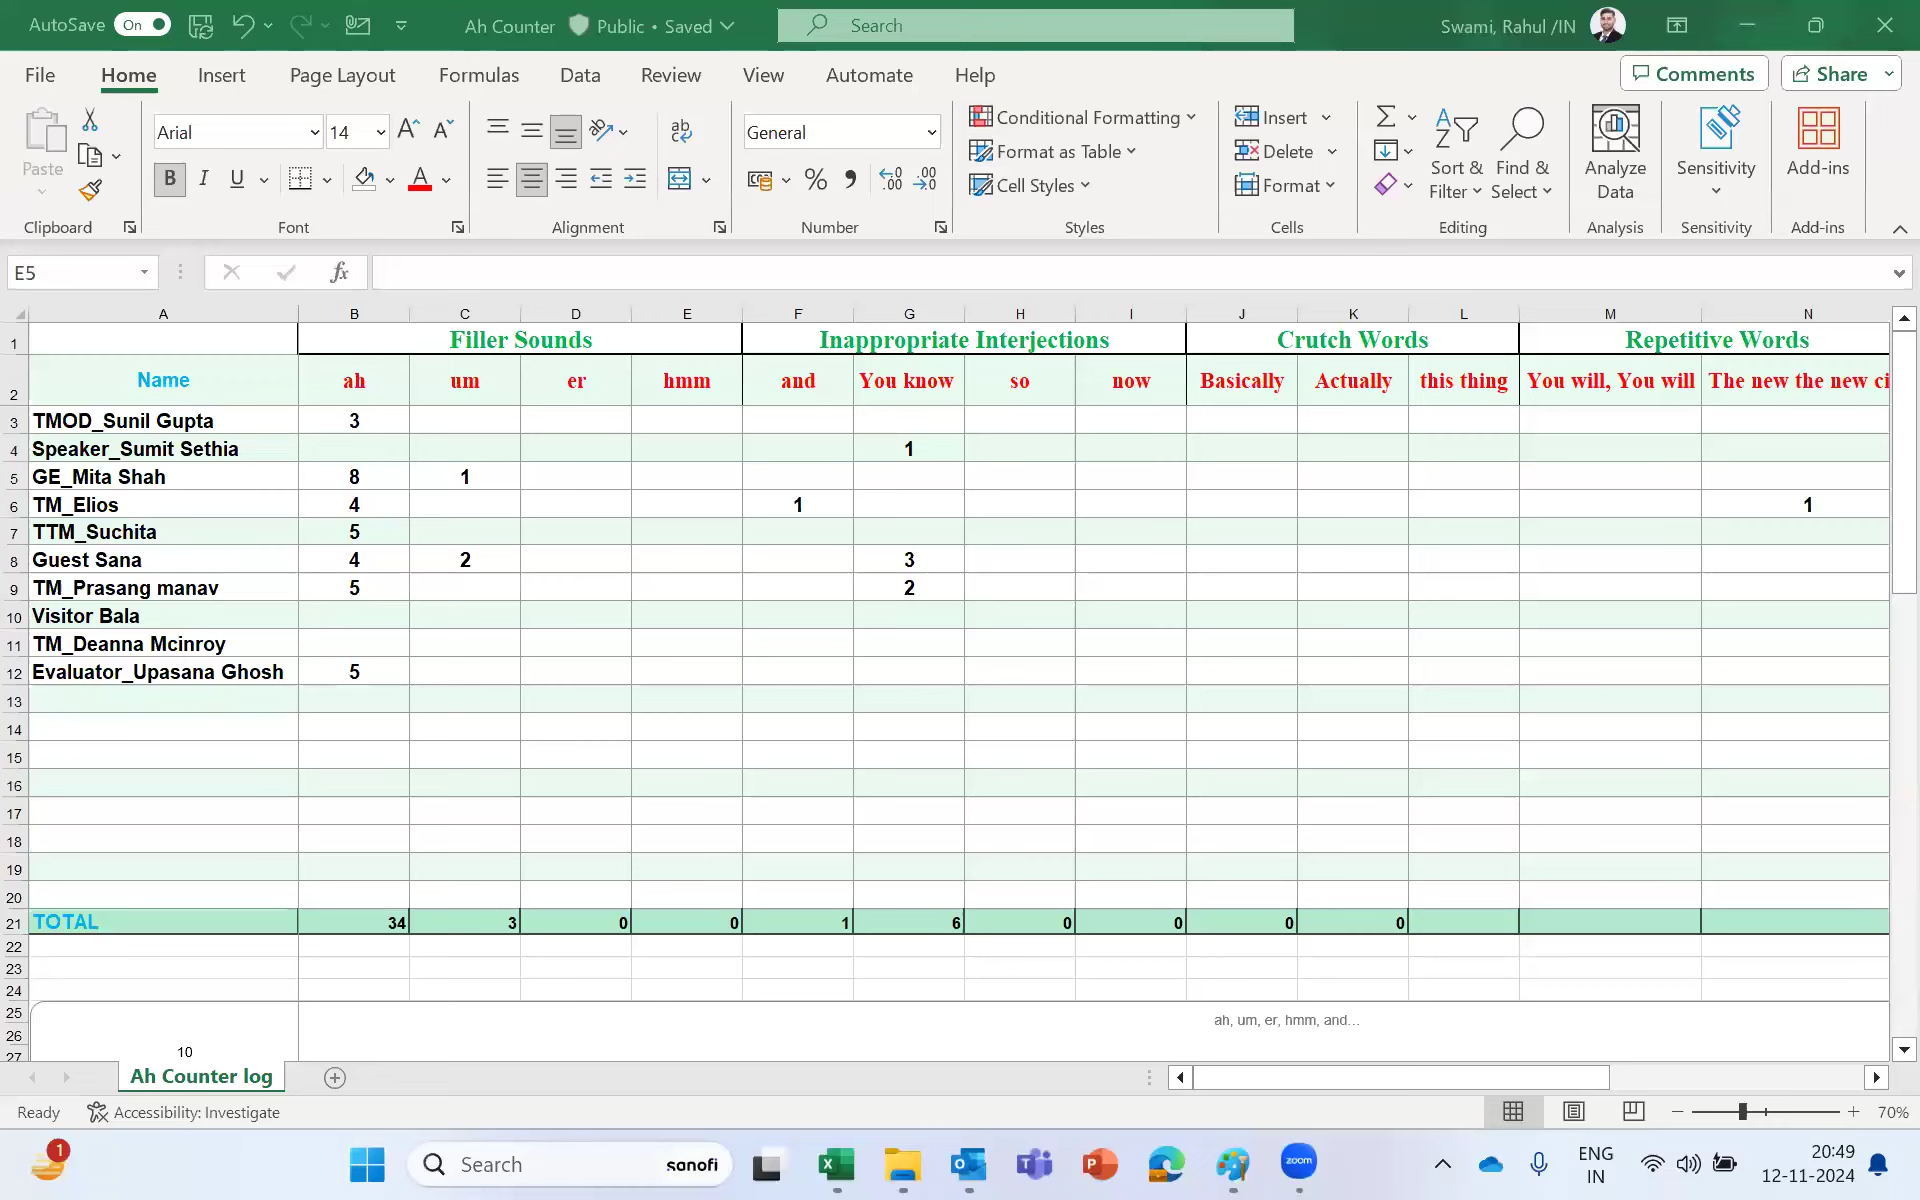 AutoSave On Ah Counter Public • Saved Search Swami, Rahul /IN
File Home Insert Page Layout Formulas Data Review View Automate Help Comments Share
Paste Arial 14 General Conditional Formatting Format as Table Cell Styles Insert Delete Format Sort & Filter Find & Select Analyze Data Sensitivity Add-ins
B I U A ab % 
Clipboard Font Alignment Number Styles Cells Editing Analysis Sensitivity Add-ins
E5 fx
A B C D E F G H I J K L M N
1 Filler Sounds Inappropriate Interjections Crutch Words Repetitive Words
2 Name ah um er hmm and You know so now Basically Actually this thing You will, You will The new the new ci
3 TMOD_Sunil Gupta 3
4 Speaker_Sumit Sethia 1
5 GE_Mita Shah 8 1
6 TM_Elios 4 1 1
7 TTM_Suchita 5
8 Guest Sana 4 2 3
9 TM_Prasang manav 5 2
10 Visitor Bala
11 TM_Deanna Mcinroy
12 Evaluator_Upasana Ghosh 5
13
14
15
16
17
18
19
20
21 TOTAL 34 3 0 0 1 6 0 0 0 0
22
23
24
25 ah, um, er, hmm, and...
26
27 10
Ah Counter log
Ready Accessibility: Investigate 70%
1 Search sanofi zoom ENG IN 20:49 12-11-2024